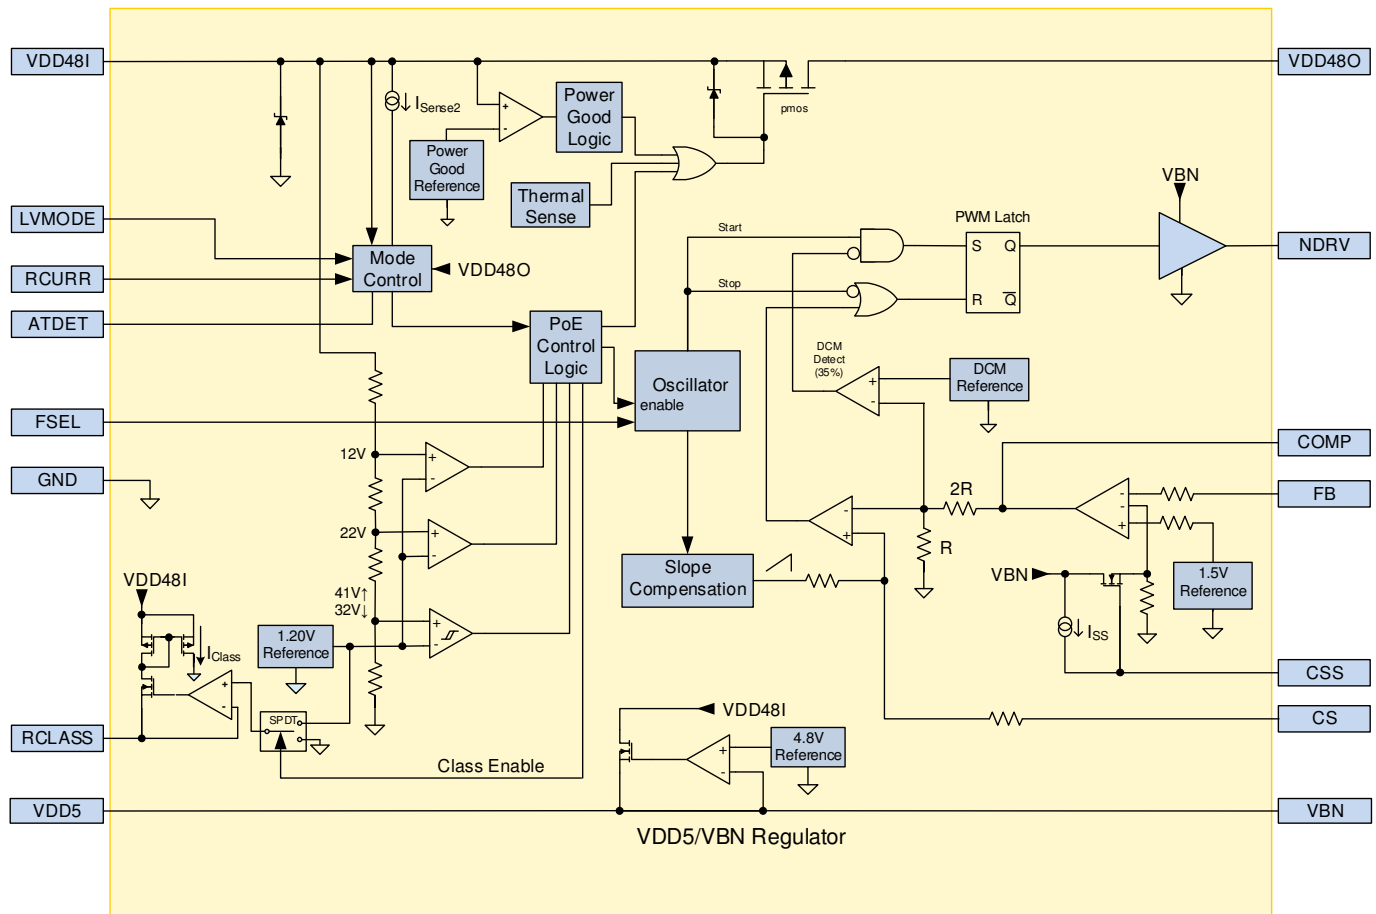 VDD48I
VDD48O
I Sense2
+
-
Power
Good
Logic
pmos
Power
Good
Reference
Thermal
Sense
VBN
LVMODE
Start
PWM Latch
S Q
NDRV
Mode
Control
VDD48O
RCURR
Stop
R Q
ATDET
PoE
Control
Logic
DCM
Detect
(35%)
+
-
DCM
Reference
Oscillator
enable
FSEL
COMP
12V
+
-
GND
2R
-
-
+
FB
22V
+
-
-
+
R
Slope
Compensation
VBN
1.5V
Reference
VDD48I
41V↑
32V↓
+
-
I SS
1.20V
Reference
I Class
CSS
+
-
SPDT
VDD48I
CS
RCLASS
+
-
4.8V
Reference
Class Enable
VDD5
VBN
VDD5/VBN Regulator